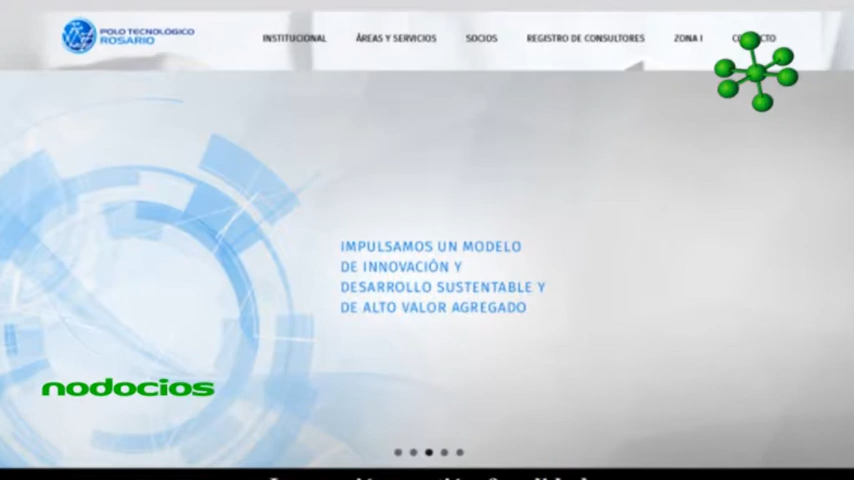 POLO TECNOLÓGICO
ROSARIO
INSTITUCIONAL ÁREAS Y SERVICIOS SOCIOS REGISTRO DE CONSULTORES ZONA I CONTACTO
IMPULSAMOS UN MODELO
DE INNOVACIÓN Y
DESARROLLO SUSTENTABLE Y
DE ALTO VALOR AGREGADO
nodocios